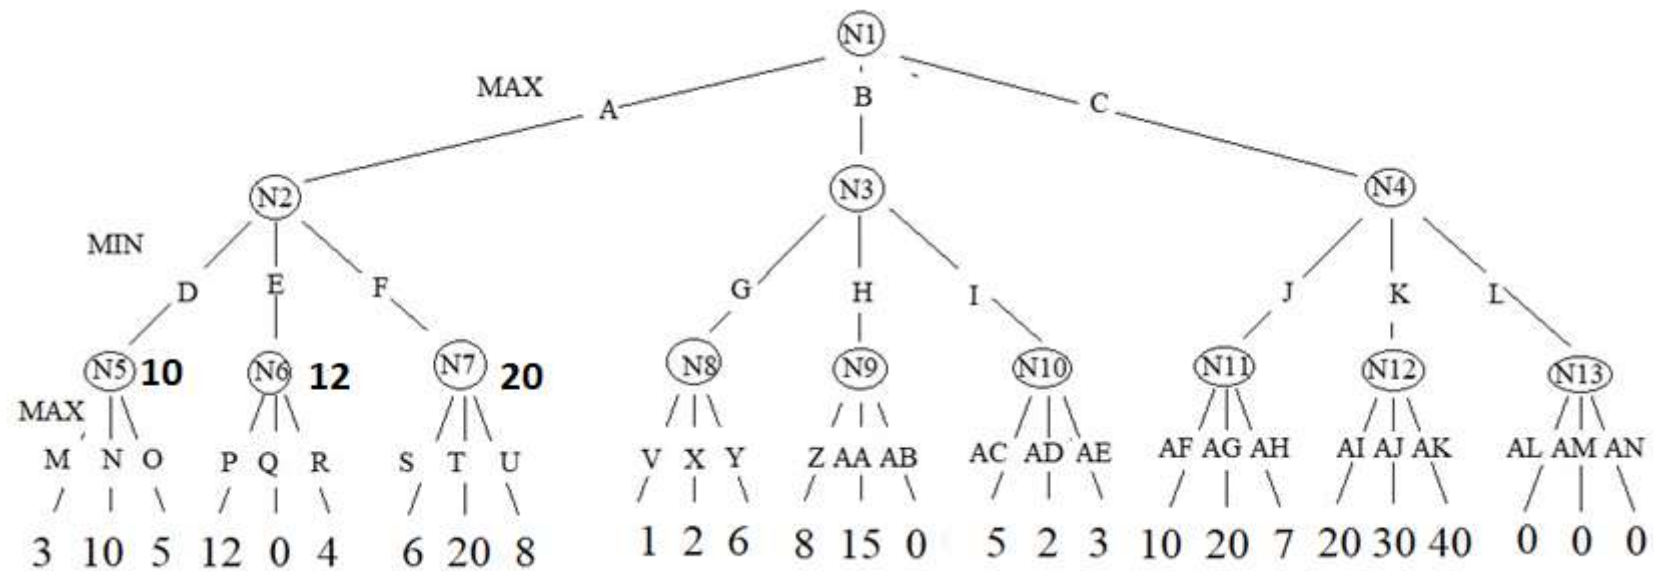 N1
MAX A B C
N2 N3 N4
MIN
D E F G H I J K L
N5 10 N6 12 N7 20 N8 N9 N10 N11 N12 N13
MAX
M N O P Q R S T U V X Y Z AA AB AC AD AE AF AG AH AI AJ AK AL AM AN
3 10 5 12 0 4 6 20 8 1 2 6 8 15 0 5 2 3 10 20 7 20 30 40 0 0 0